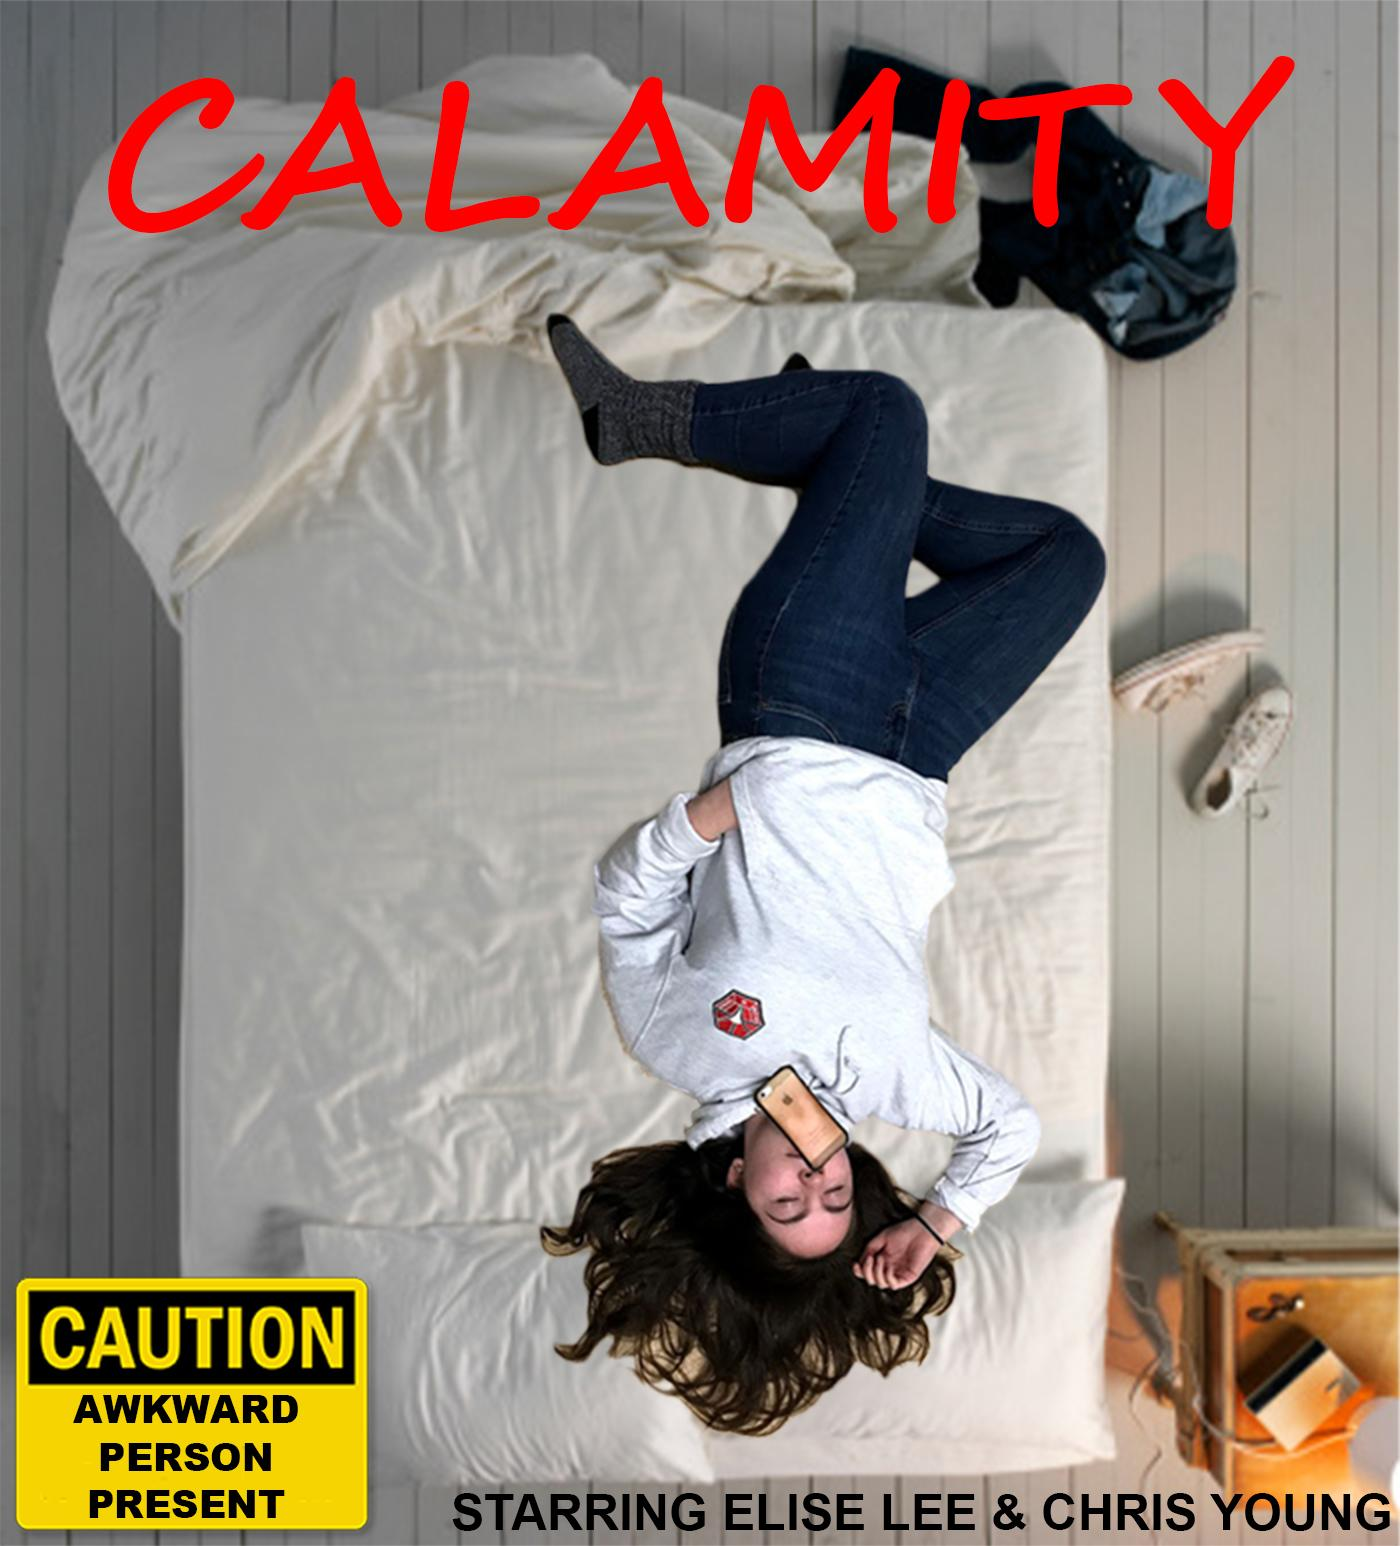 CALAMITY
CAUTION
AWKWARD
PERSON
PRESENT
STARRING ELISE LEE & CHRIS YOUNG